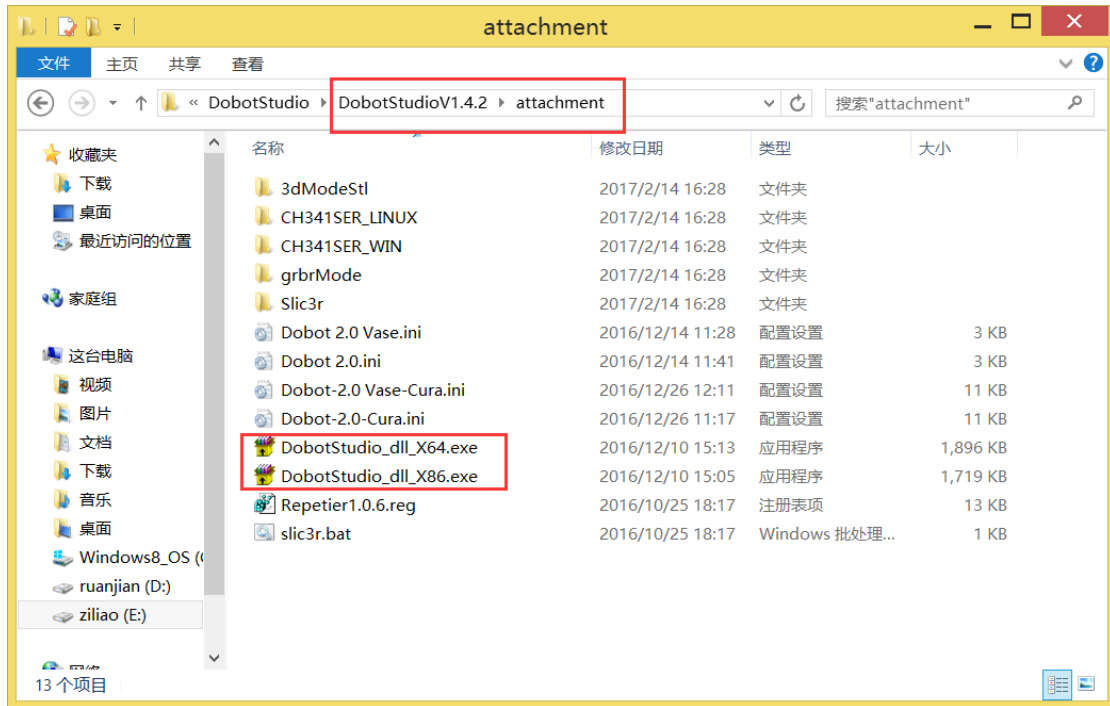 attachment
文件 主页 共享 查看
« DobotStudio DobotStudioV1.4.2 attachment 搜索"attachment"
名称 修改日期 类型 大小
收藏夹
下载
桌面
最近访问的位置
家庭组
这台电脑
视频
图片
文档
下载
音乐
桌面
Windows8_OS (
ruanjian (D:)
ziliao (E:)
3dModeStl 2017/2/14 16:28 文件夹
CH341SER_LINUX 2017/2/14 16:28 文件夹
CH341SER_WIN 2017/2/14 16:28 文件夹
grbrMode 2017/2/14 16:28 文件夹
Slic3r 2017/2/14 16:28 文件夹
Dobot 2.0 Vase.ini 2016/12/14 11:28 配置设置 3 KB
Dobot 2.0.ini 2016/12/14 11:41 配置设置 3 KB
Dobot-2.0 Vase-Cura.ini 2016/12/26 12:11 配置设置 11 KB
Dobot-2.0-Cura.ini 2016/12/26 11:17 配置设置 11 KB
DobotStudio_dll_X64.exe 2016/12/10 15:13 应用程序 1,896 KB
DobotStudio_dll_X86.exe 2016/12/10 15:05 应用程序 1,719 KB
Repetier1.0.6.reg 2016/10/25 18:17 注册表项 13 KB
slic3r.bat 2016/10/25 18:17 Windows 批处理... 1 KB
13 个项目